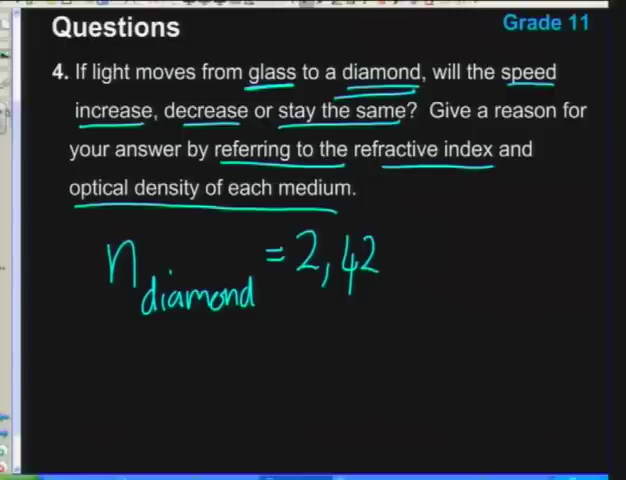 Questions
Grade 11
4. If light moves from glass to a diamond, will the speed
increase, decrease or stay the same? Give a reason for
your answer by referring to the refractive index and
optical density of each medium.
n diamond = 2,42